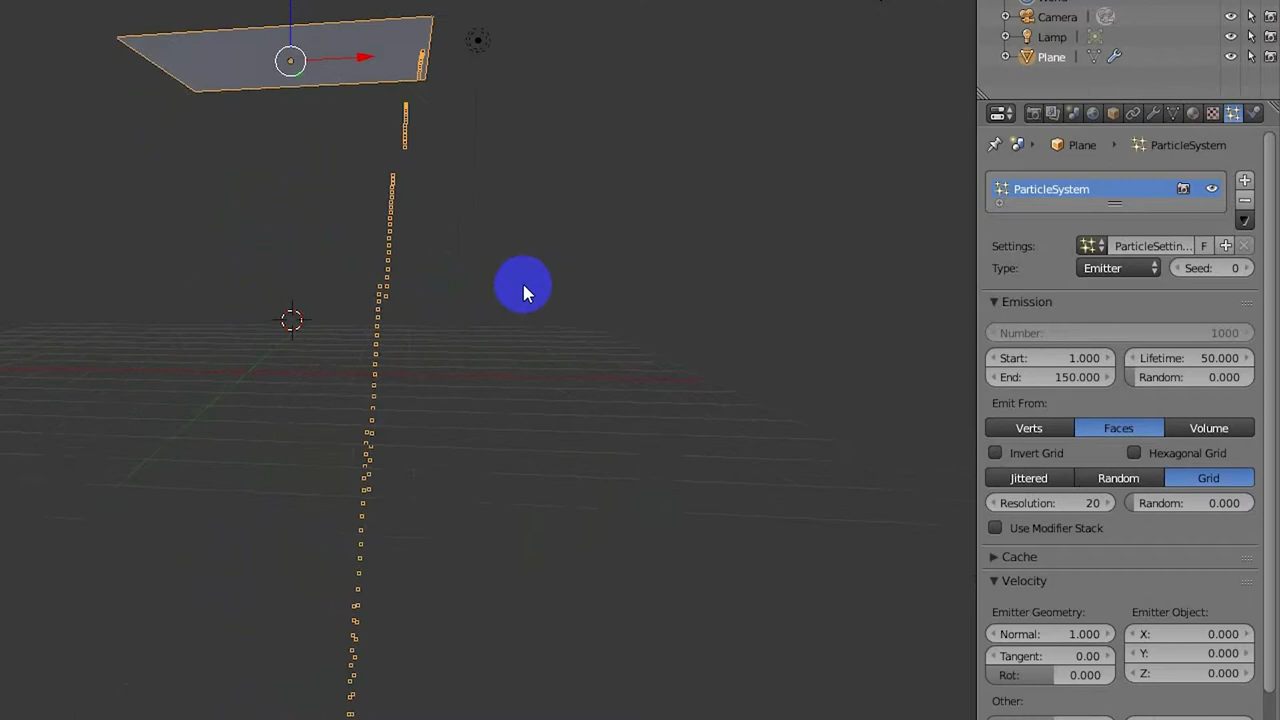 Camera
Lamp
Plane
Plane ParticleSystem
ParticleSystem
Settings: ParticleSettin... F
Type: Emitter Seed: 0
Emission
Number: 1000
Start: 1.000 Lifetime: 50.000
End: 150.000 Random: 0.000
Emit From:
Verts Faces Volume
Invert Grid Hexagonal Grid
Jittered Random Grid
Resolution: 20 Random: 0.000
Use Modifier Stack
Cache
Velocity
Emitter Geometry: Emitter Object:
Normal: 1.000 X: 0.000
Tangent: 0.00 Y: 0.000
Rot: 0.000 Z: 0.000
Other: